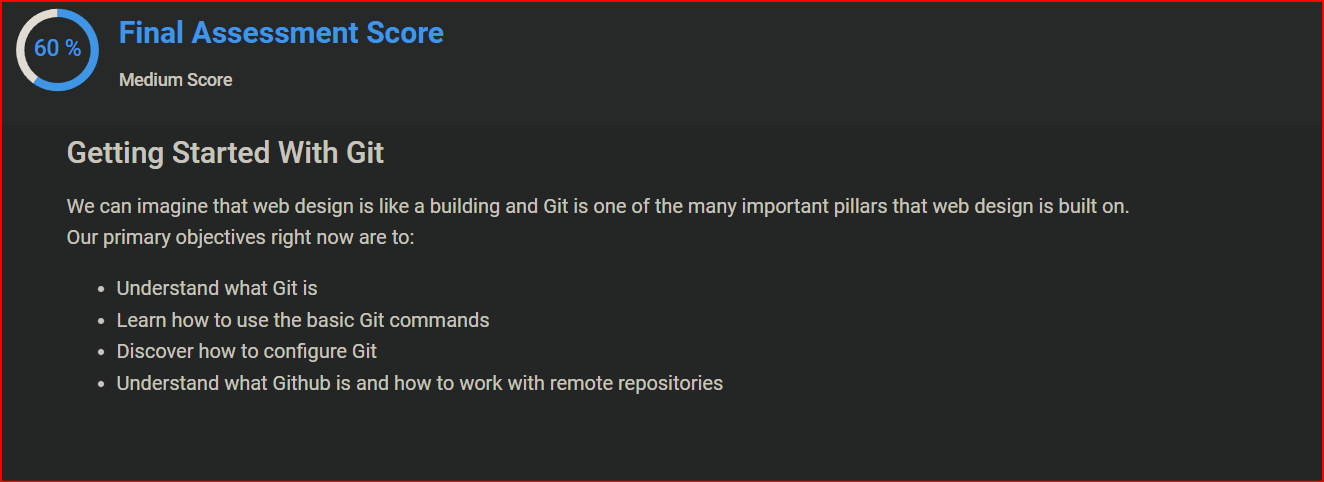 60 %
Final Assessment Score
Medium Score
Getting Started With Git
We can imagine that web design is like a building and Git is one of the many important pillars that web design is built on.
Our primary objectives right now are to:
• Understand what Git is
• Learn how to use the basic Git commands
• Discover how to configure Git
• Understand what Github is and how to work with remote repositories